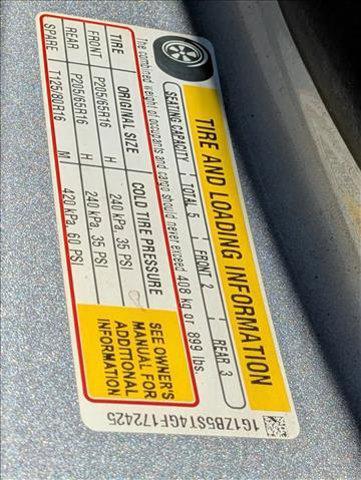 TIRE AND LOADING INFORMATION
SEATING CAPACITY | TOTAL 5 | FRONT 2 | REAR 3
The combined weight of occupants and cargo should never exceed 408 kg or 899 lbs.
TIRE ORIGINAL SIZE COLD TIRE PRESSURE
FRONT P205/65R16 H 240 kPa, 35 PSI
REAR P205/65R16 H 240 kPa, 35 PSI
SPARE T125/80R16 M 420 kPa, 60 PSI
SEE OWNER'S
MANUAL FOR
ADDITIONAL
INFORMATION
1G1ZB5ST4GF172425